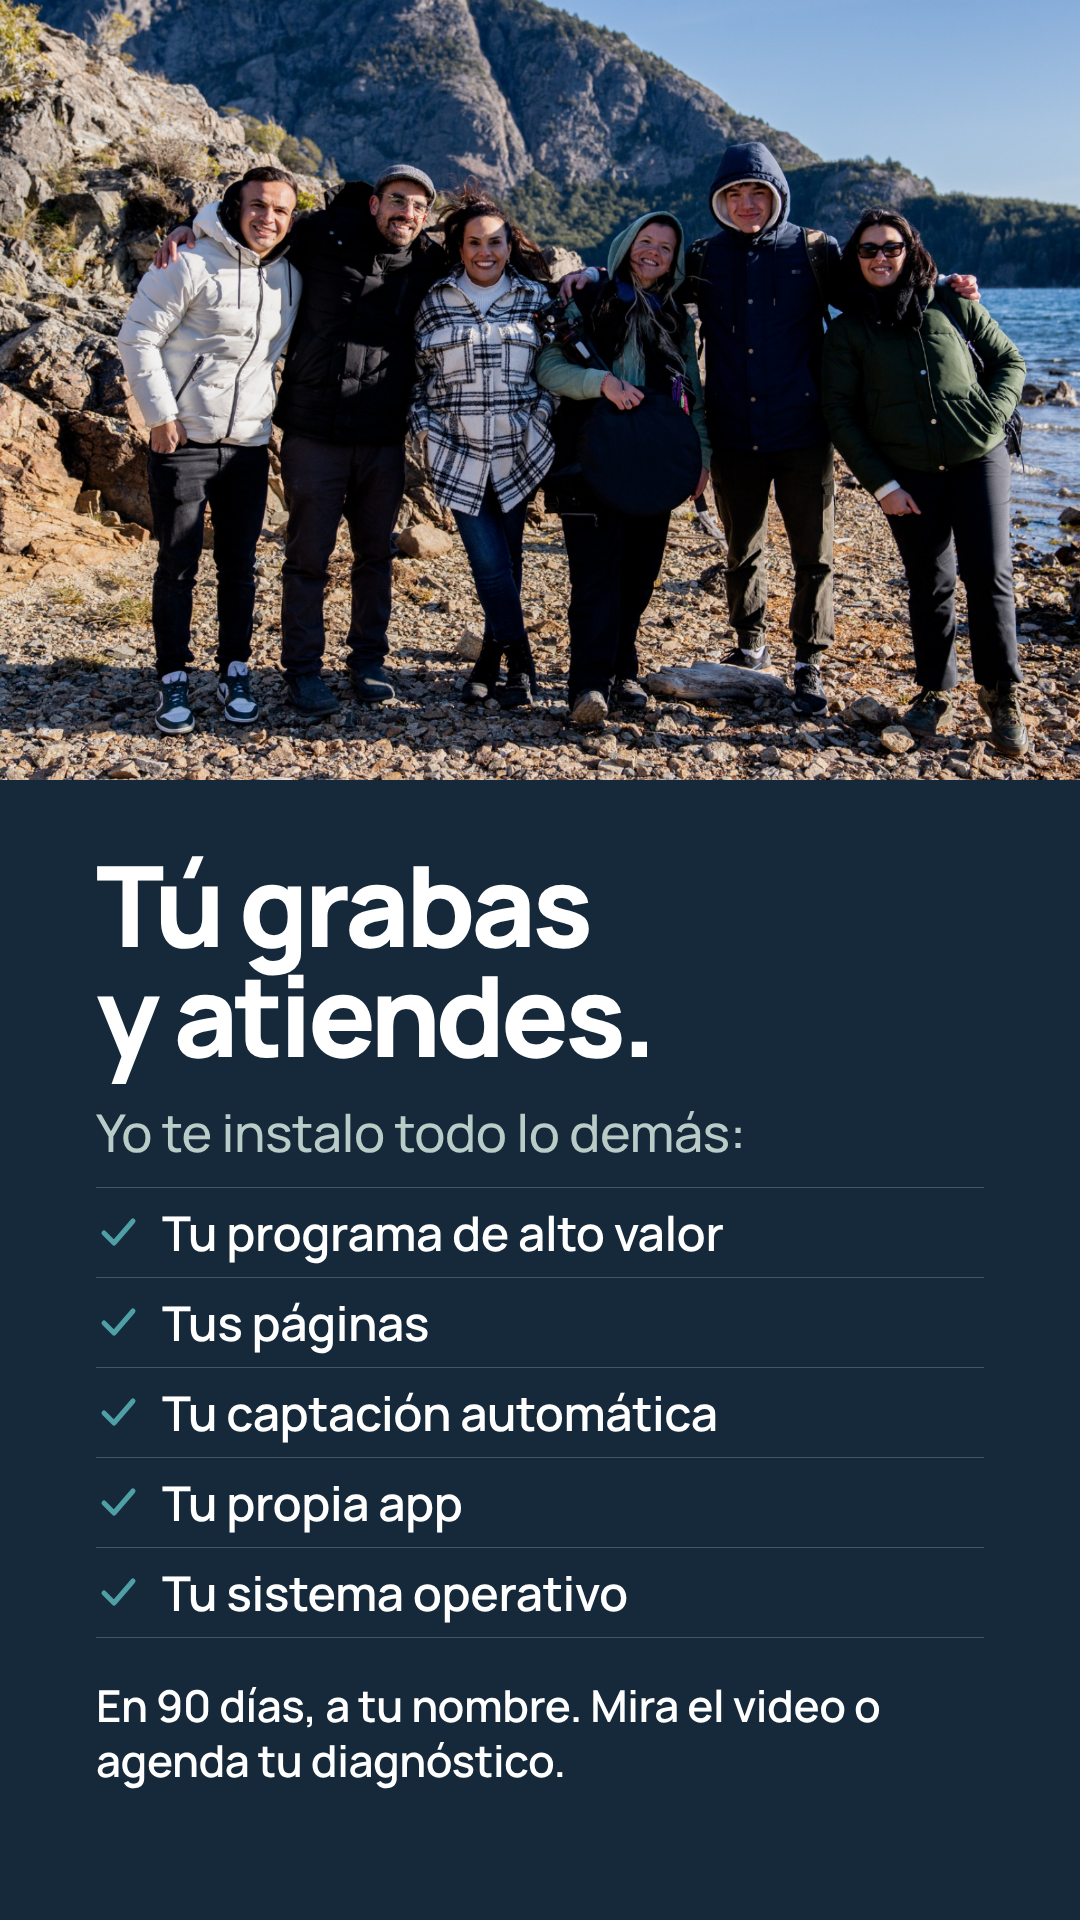 Tú grabas
y atiendes.
Yo te instalo todo lo demás:
Tu programa de alto valor
Tus páginas
Tu captación automática
Tu propia app
Tu sistema operativo
En 90 días, a tu nombre. Mira el video o
agenda tu diagnóstico.